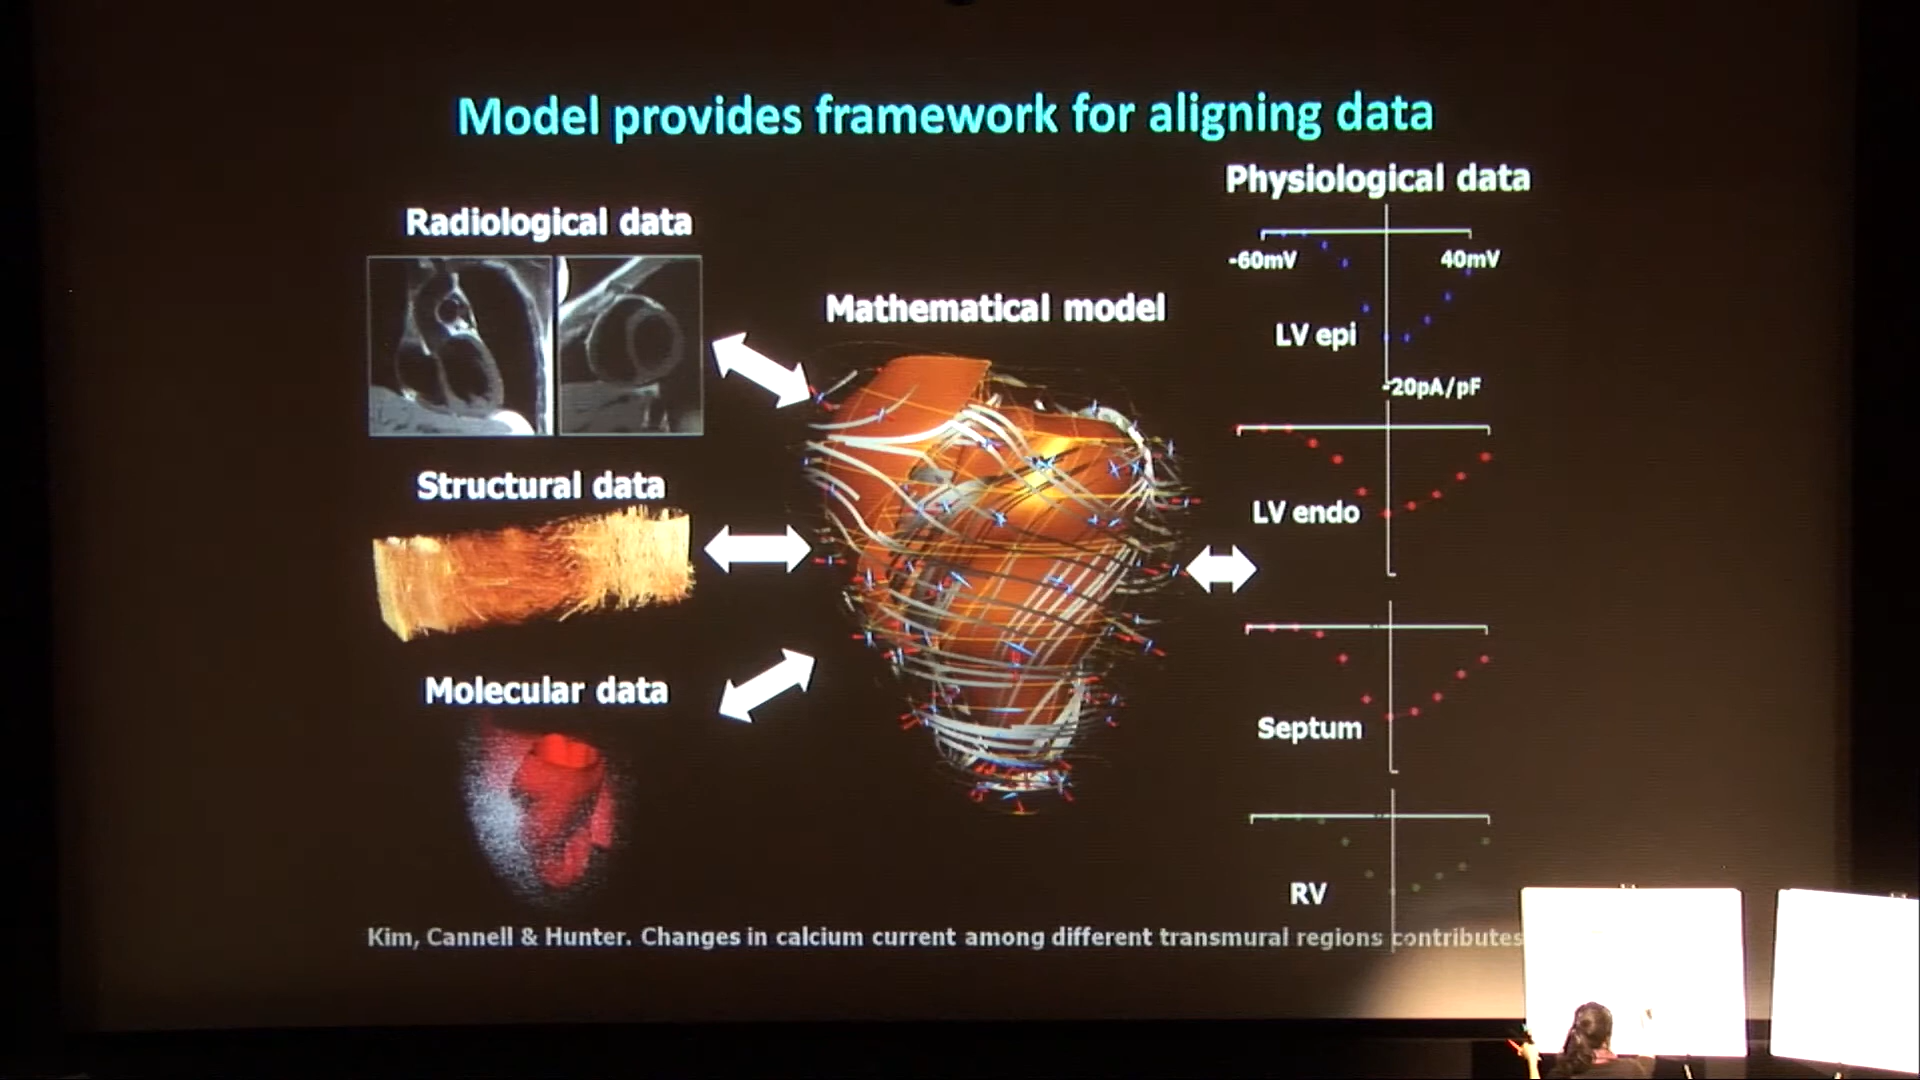 Model provides framework for aligning data
Radiological data
Structural data
Molecular data
Mathematical model
Physiological data
-60mV
40mV
LV epi
-20pA/pF
LV endo
Septum
RV
Kim, Cannell & Hunter. Changes in calcium current among different transmural regions contributes